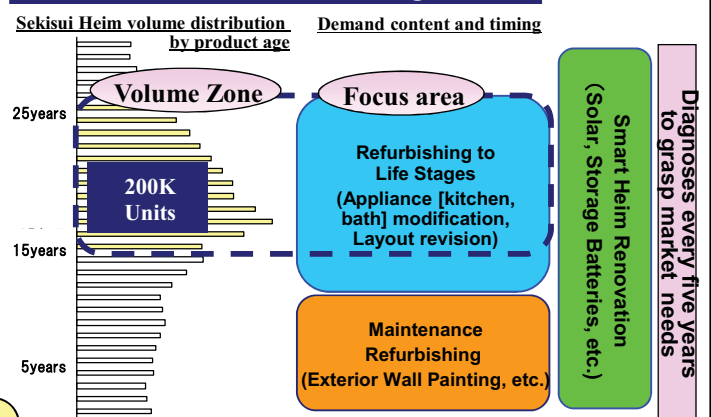 Sekisui Heim volume distribution
by product age
Demand content and timing
Volume Zone
Focus area
25years
200K
Units
15years
5years
Refurbishing to
Life Stages
(Appliance [kitchen,
bath] modification,
Layout revision)
Maintenance
Refurbishing
(Exterior Wall Painting, etc.)
Smart Heim Renovation
(Solar, Storage Batteries, etc.)
Diagnoses every five years
to grasp market needs